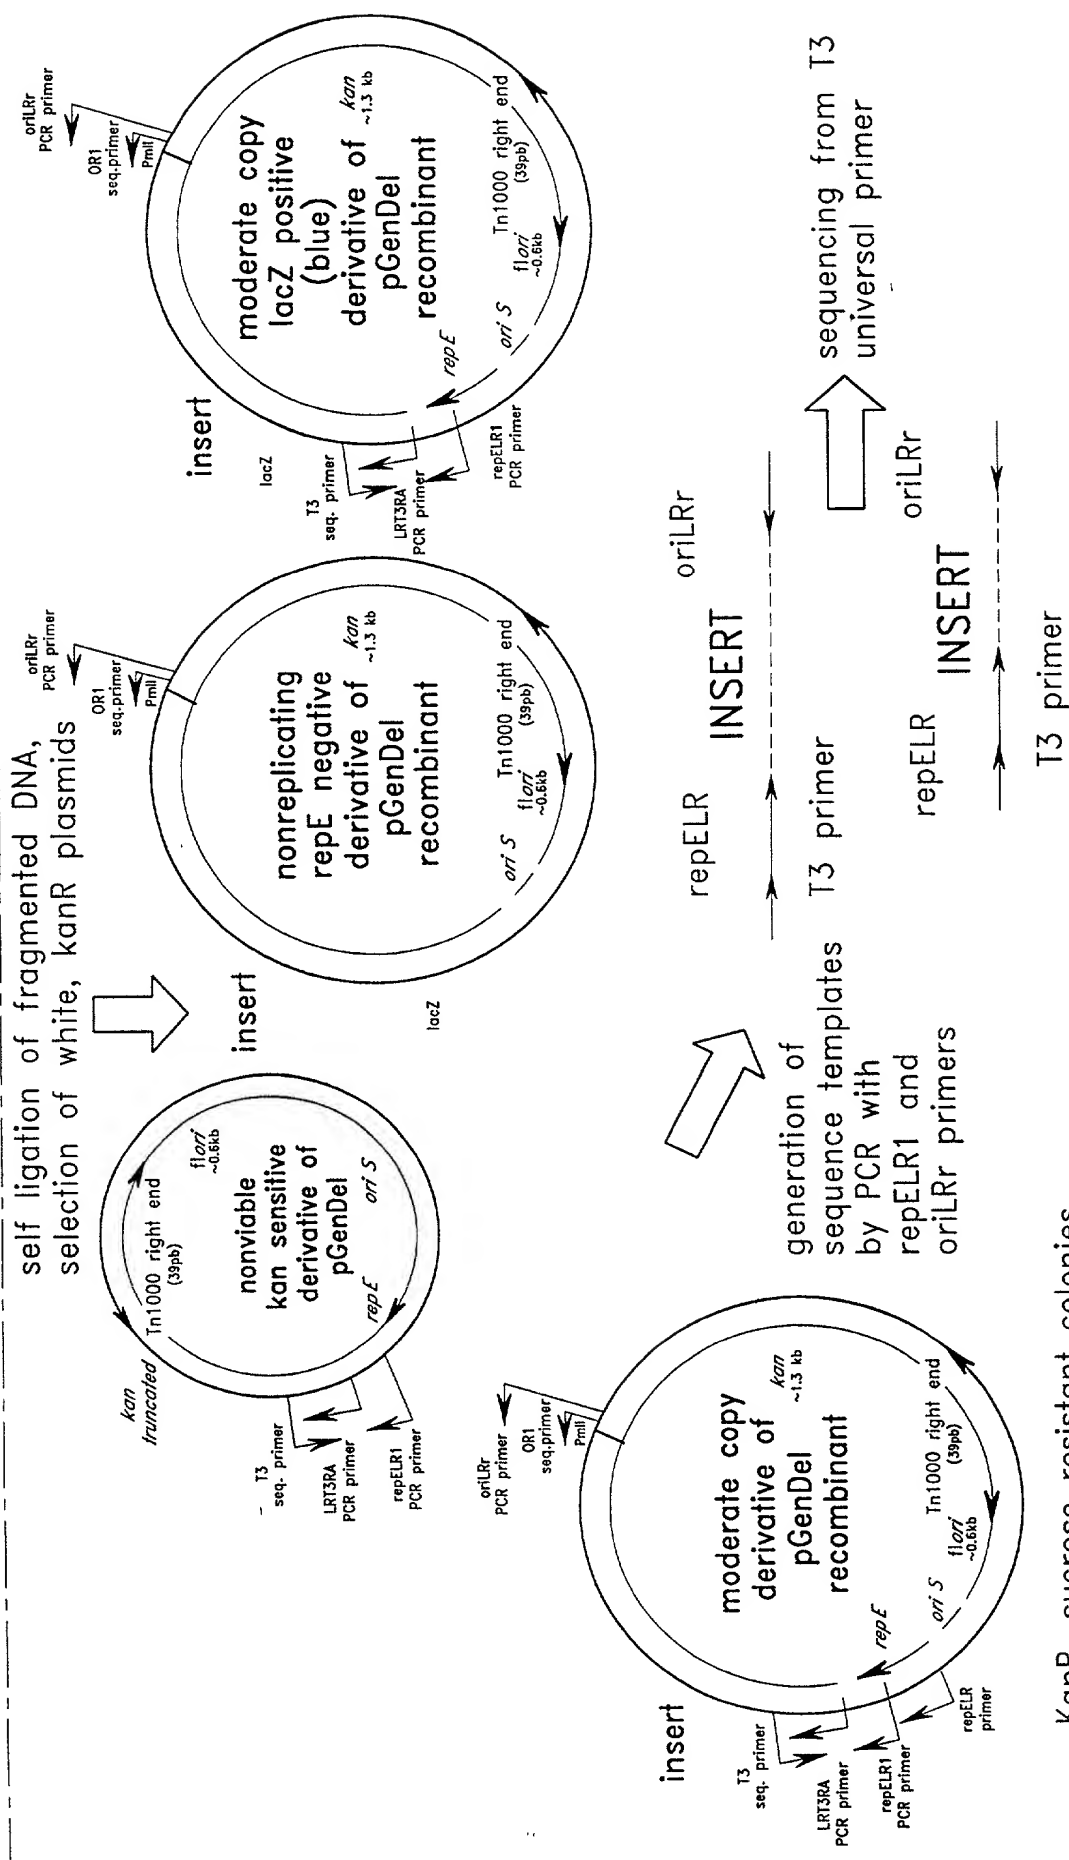 self ligation of fragmented DNA,
selection of white, kanR plasmids
kan
truncated
Tn1000 right end
(39pb)
f1ori
~0.6kb
nonviable
kan sensitive
derivative of
pGenDel
repE
ori S
T3
seq. primer
LRT3RA
PCR primer
repELR1
PCR primer
insert
lacZ
nonreplicating
repE negative
derivative of
pGenDel
recombinant
kan
~1.3 kb
Tn1000 right end
(39pb)
f1ori
~0.6kb
ori S
oriLRr
PCR primer
OR1
seq.primer
PmlI
insert
lacZ
moderate copy
lacZ positive
(blue)
derivative of
pGenDel
recombinant
kan
~1.3 kb
Tn1000 right end
(39pb)
f1ori
~0.6kb
ori S
repE
oriLRr
PCR primer
OR1
seq.primer
PmlI
T3
seq. primer
LRT3RA
PCR primer
repELR1
PCR primer
insert
moderate copy
derivative of
pGenDel
recombinant
kan
~1.3 kb
Tn1000 right end
(39pb)
f1ori
~0.6kb
ori S
repE
oriLRr
PCR primer
OR1
seq.primer
PmlI
T3
seq. primer
LRT3RA
PCR primer
repELR1
PCR primer
repELR
primer
generation of
sequence templates
by PCR with
repELR1 and
oriLRr primers
repELR
INSERT
oriLRr
T3 primer
repELR
INSERT
oriLRr
T3 primer
sequencing from T3
universal primer
KanR, sucrose resistant colonies